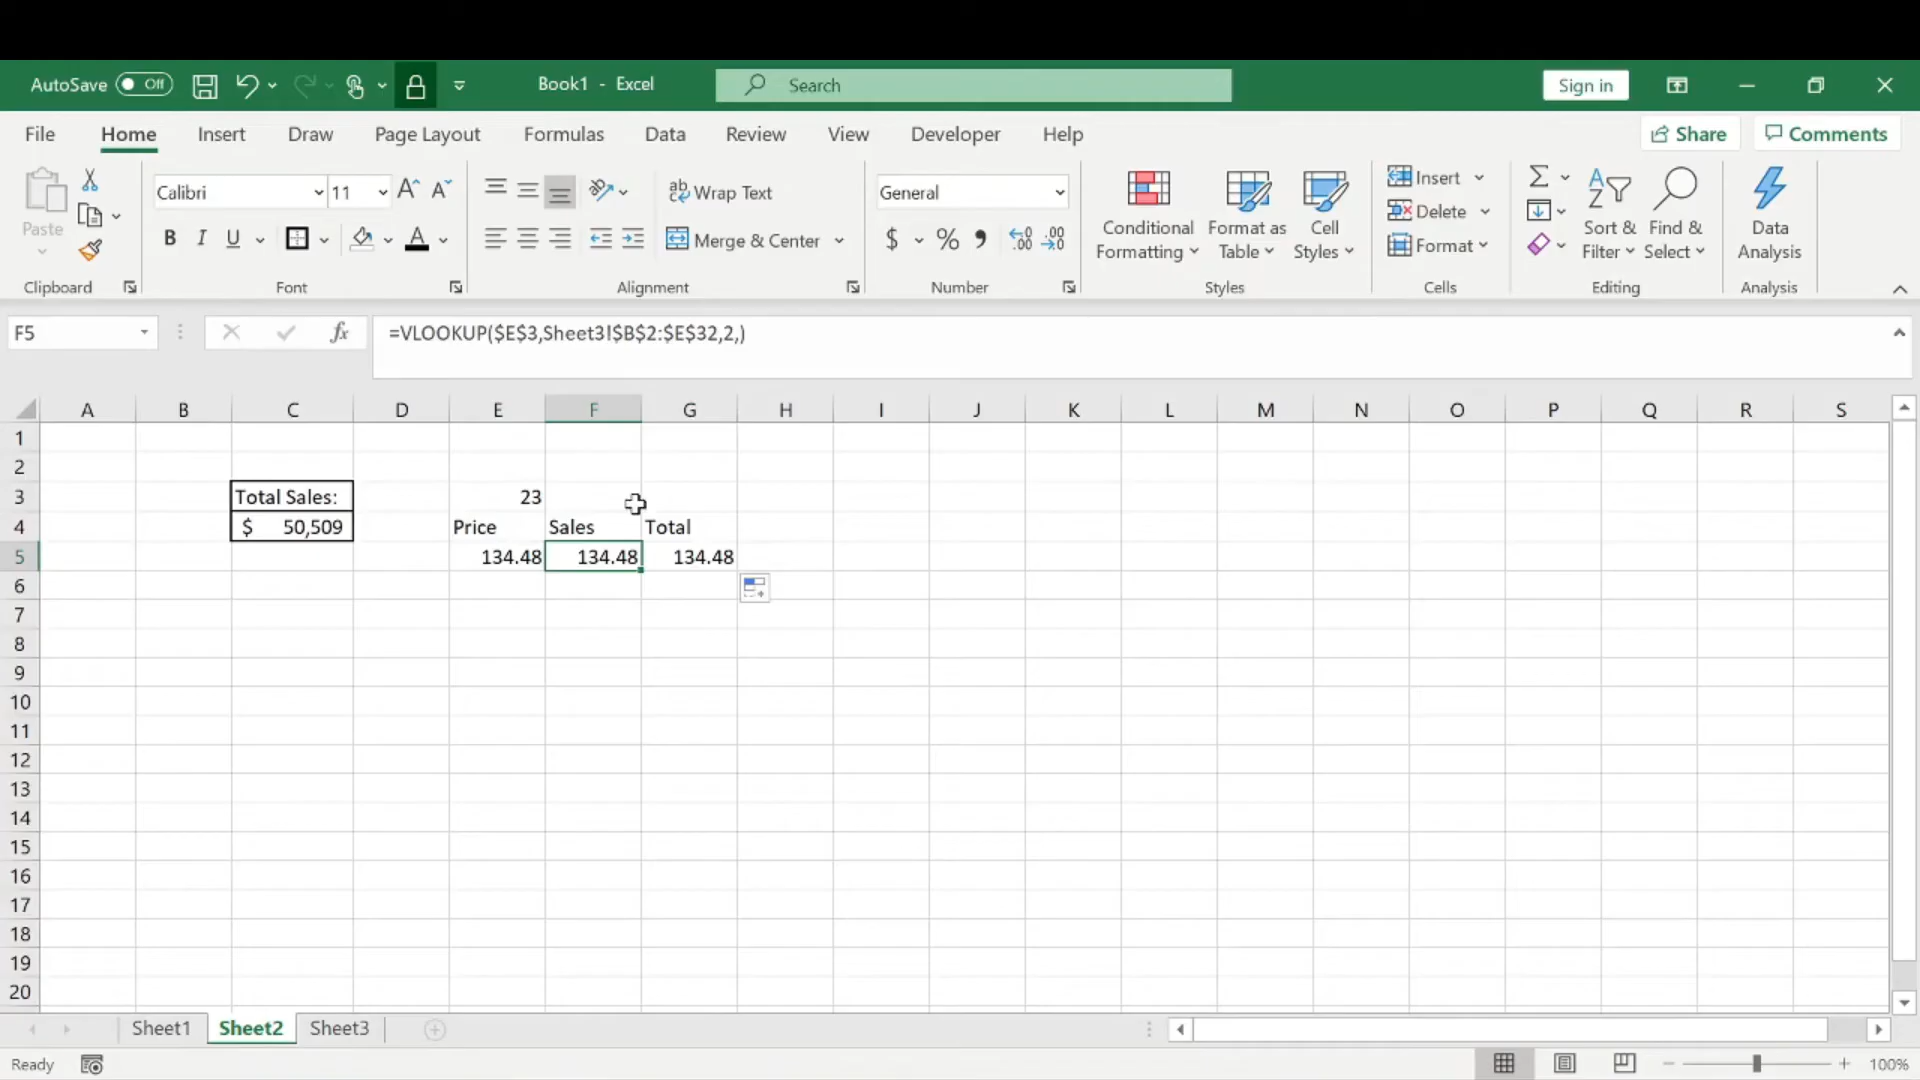 AutoSave Off Book1 - Excel Search Sign in
File Home Insert Draw Page Layout Formulas Data Review View Developer Help Share Comments
Paste
Clipboard
Calibri 11
B I U A
Font
ab Wrap Text
Merge & Center
Alignment
General
$ % ,
Number
Conditional Formatting
Format as Table
Cell Styles
Styles
Insert
Delete
Format
Cells
Sort & Filter
Find & Select
Editing
Data Analysis
Analysis
F5 fx =VLOOKUP($E$3,Sheet3!$B$2:$E$32,2,)
A B C D E F G H I J K L M N O P Q R S
1
2
3 Total Sales: 23
4 $ 50,509 Price Sales Total
5 134.48 134.48 134.48
6
7
8
9
10
11
12
13
14
15
16
17
18
19
20
Sheet1 Sheet2 Sheet3
Ready 100%